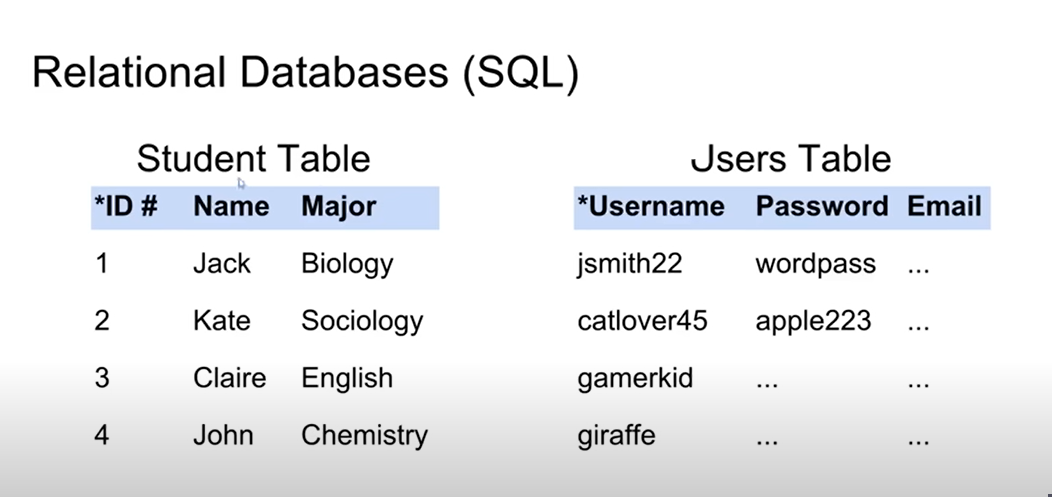 Relational Databases (SQL)
Student Table
*ID # Name Major
1 Jack Biology
2 Kate Sociology
3 Claire English
4 John Chemistry
Jsers Table
*Username Password Email
jsmith22 wordpass ...
catlover45 apple223 ...
gamerkid ... ...
giraffe ... ...